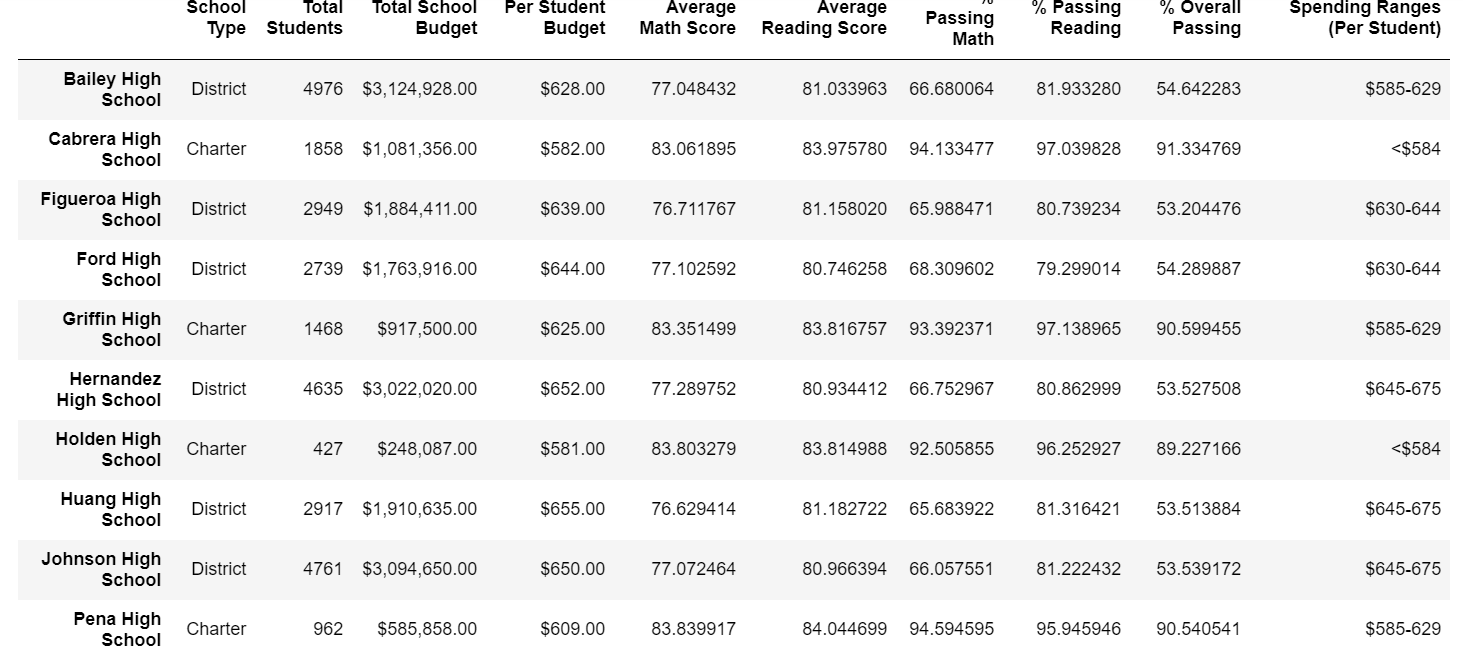 School Total Total School Per Student Average Average % % Passing % Overall Spending Ranges
Type Students Budget Budget Math Score Reading Score Passing Reading Passing (Per Student)
Math
Bailey High
School District 4976 $3,124,928.00 $628.00 77.048432 81.033963 66.680064 81.933280 54.642283 $585-629
Cabrera High
School Charter 1858 $1,081,356.00 $582.00 83.061895 83.975780 94.133477 97.039828 91.334769 <$584
Figueroa High
School District 2949 $1,884,411.00 $639.00 76.711767 81.158020 65.988471 80.739234 53.204476 $630-644
Ford High
School District 2739 $1,763,916.00 $644.00 77.102592 80.746258 68.309602 79.299014 54.289887 $630-644
Griffin High
School Charter 1468 $917,500.00 $625.00 83.351499 83.816757 93.392371 97.138965 90.599455 $585-629
Hernandez
High School District 4635 $3,022,020.00 $652.00 77.289752 80.934412 66.752967 80.862999 53.527508 $645-675
Holden High
School Charter 427 $248,087.00 $581.00 83.803279 83.814988 92.505855 96.252927 89.227166 <$584
Huang High
School District 2917 $1,910,635.00 $655.00 76.629414 81.182722 65.683922 81.316421 53.513884 $645-675
Johnson High
School District 4761 $3,094,650.00 $650.00 77.072464 80.966394 66.057551 81.222432 53.539172 $645-675
Pena High
School Charter 962 $585,858.00 $609.00 83.839917 84.044699 94.594595 95.945946 90.540541 $585-629